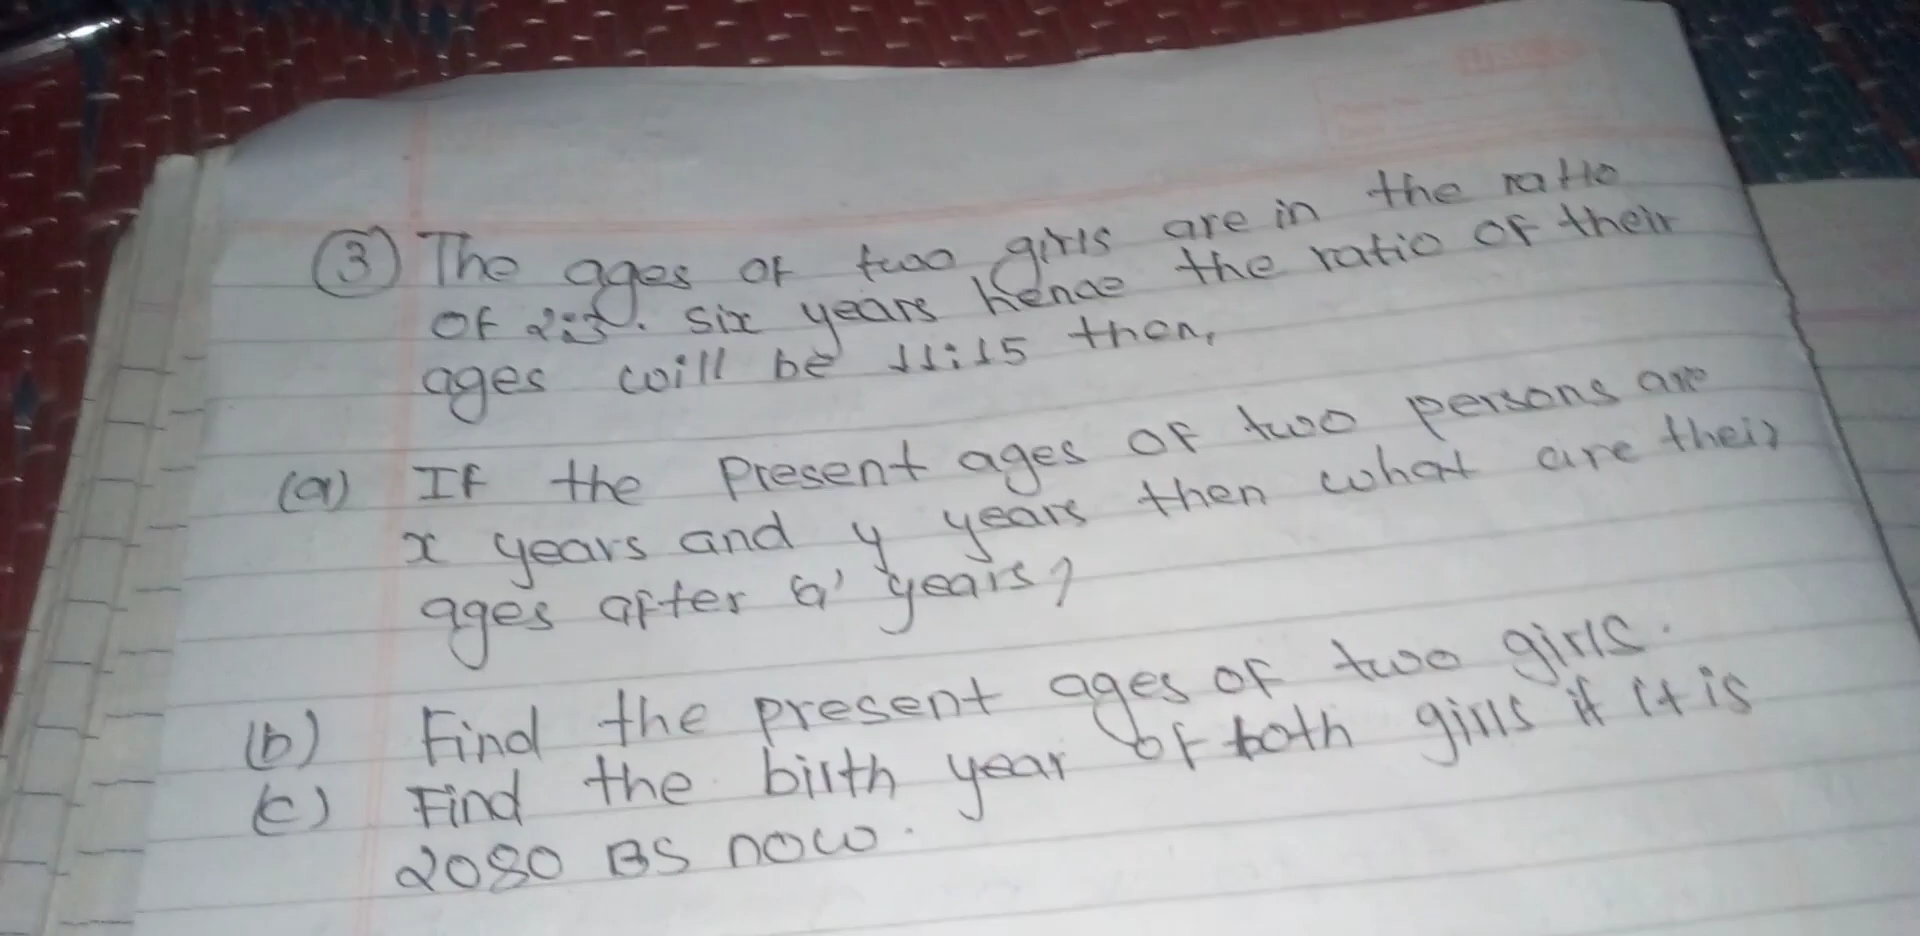 ③ The ages of two girls are in the ratio
of 2:3. six years hence the ratio of their
ages will be 11:15 then,
(a) If the present ages of two persons are
x years and y years then what are their
ages after 'a' years?
(b) Find the present ages of two girls.
(c) Find the birth year of both girls if it is
2080 BS now.